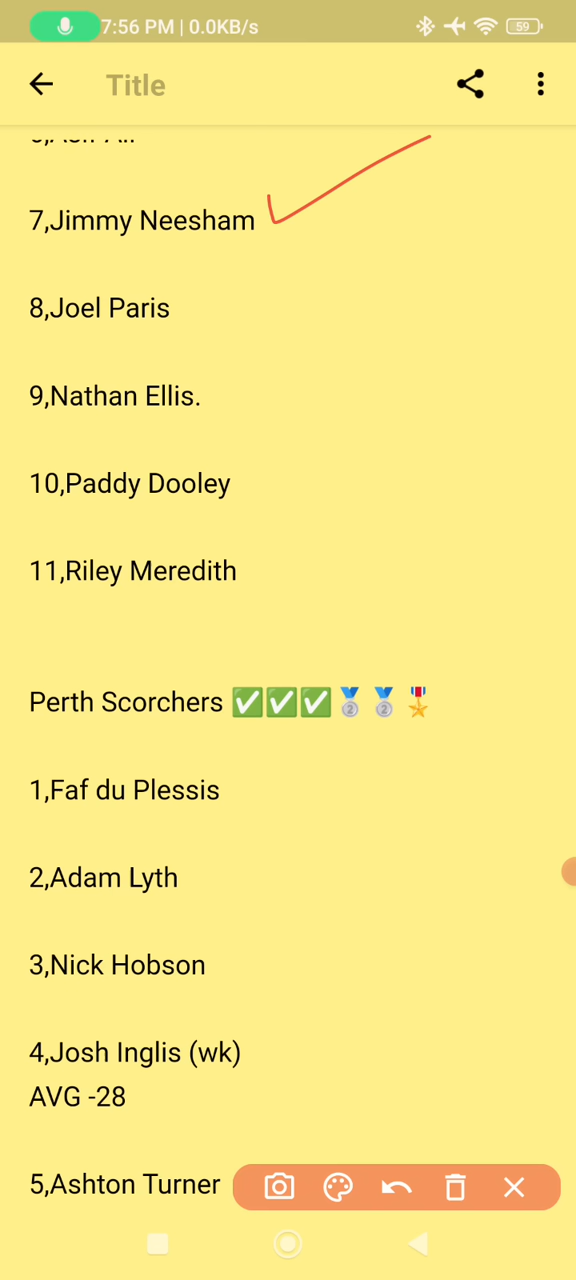 7:56 PM | 0.0KB/s
59
Title
7,Jimmy Neesham
8,Joel Paris
9,Nathan Ellis.
10,Paddy Dooley
11,Riley Meredith
Perth Scorchers ✅✅✅🥈🥈🎖️
1,Faf du Plessis
2,Adam Lyth
3,Nick Hobson
4,Josh Inglis (wk)
AVG -28
5,Ashton Turner